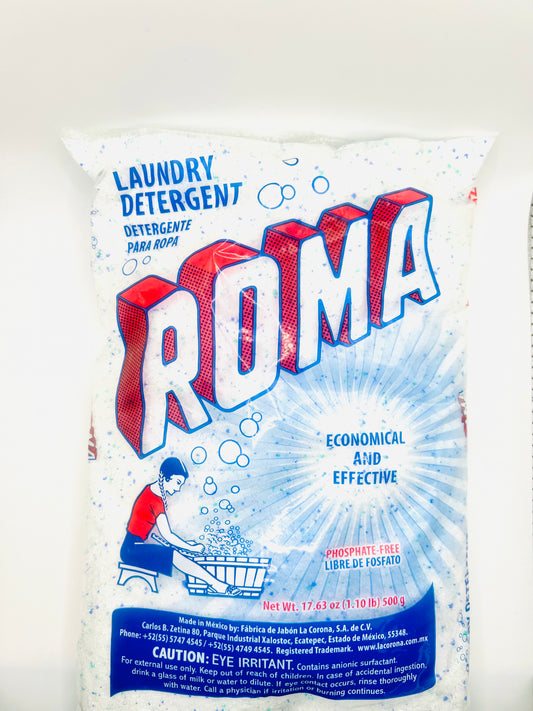 LAUNDRY
DETERGENT
DETERGENTE
PARA ROPA
ROMA
ECONOMICAL
AND
EFFECTIVE
PHOSPHATE-FREE
LIBRE DE FOSFATO
Net Wt. 17.63 oz (1.10 lb) 500 g
Made in México by: Fábrica de Jabón La Corona, S.A. de C.V.
Carlos B. Zetina 80, Parque Industrial Xalostoc, Ecatepec, Estado de México, 55348.
Phone: +52(55) 5747 4545 / +52(55) 4749 4545. Registered Trademark. www.lacorona.com.mx
CAUTION: EYE IRRITANT. Contains anionic surfactant.
For external use only. Keep out of reach of children. In case of accidental ingestion,
drink a glass of milk or water to dilute. If eye contact occurs, rinse thoroughly
with water. Call a physician if irritation or burning continues.